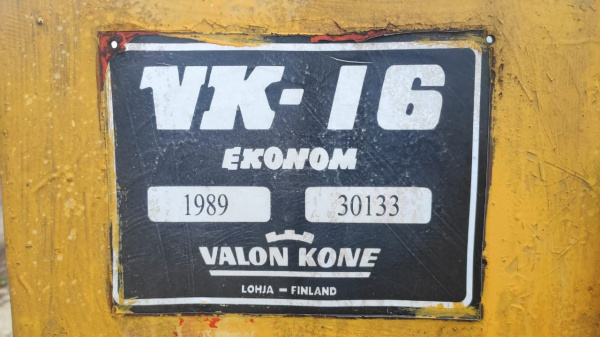 VK-16
EKONOM
1989 30133
VALON KONE
LOHJA - FINLAND